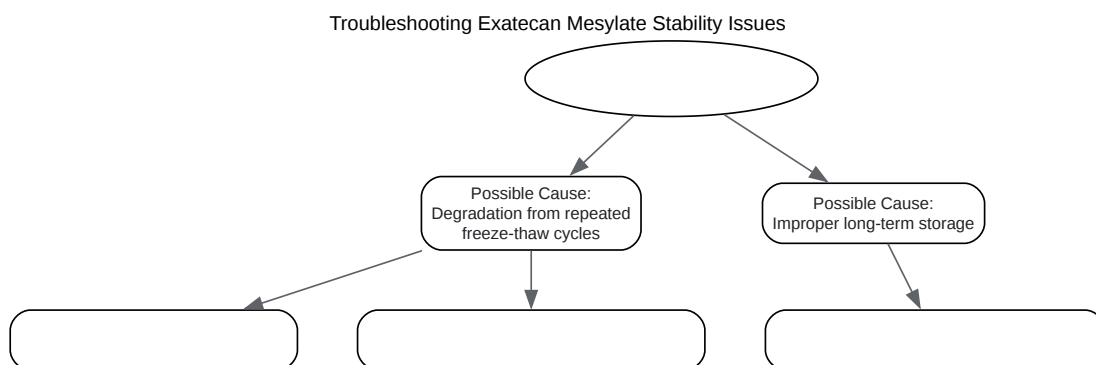 Troubleshooting Exatecan Mesylate Stability Issues
Possible Cause:
Degradation from repeated
freeze-thaw cycles
Possible Cause:
Improper long-term storage